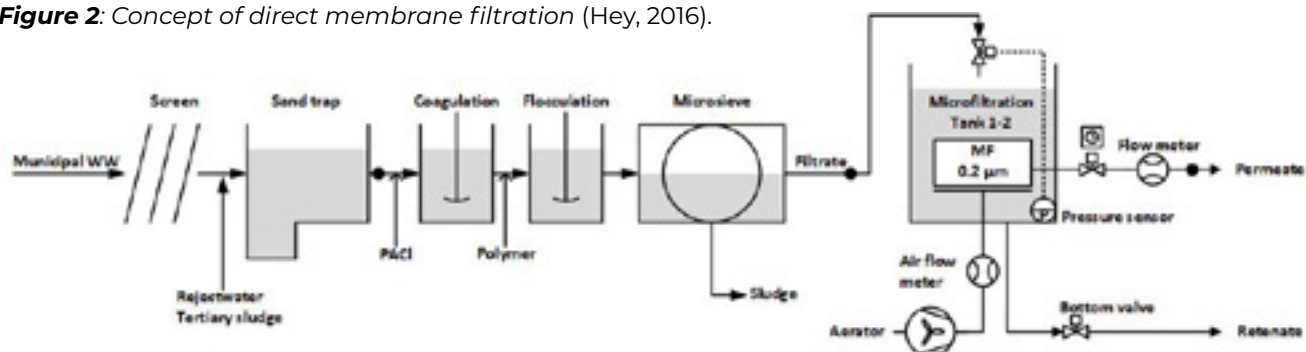 Figure 2: Concept of direct membrane filtration (Hey, 2016).
Screen
Sand trap
Coagulation
Flocculation
Microsieve
Microfiltration
Tank 1-2
MF
0.2 µm
Municipal WW
Filtrate
Flow meter
Permeate
P
Pressure sensor
PACl
Polymer
Rejectwater
Tertiary sludge
Sludge
Air flow
meter
Aerator
Bottom valve
Retenate